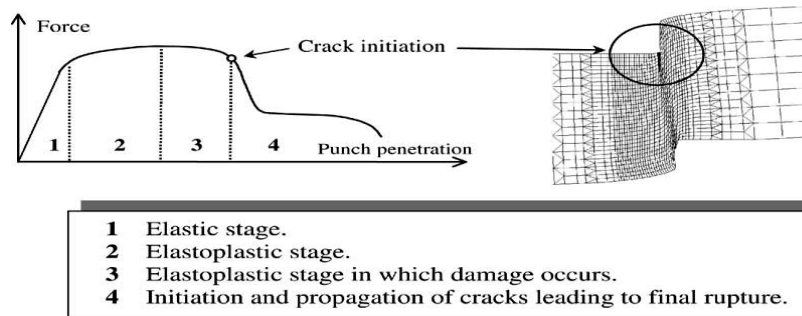 Force
Crack initiation
1 2 3 4 Punch penetration
1 Elastic stage.
2 Elastoplastic stage.
3 Elastoplastic stage in which damage occurs.
4 Initiation and propagation of cracks leading to final rupture.